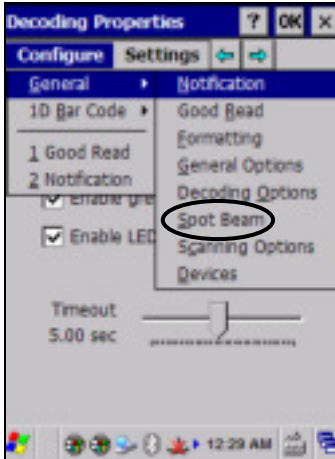 Decoding Properties ? OK ×
Configure Settings
General
1D Bar Code
1 Good Read
2 Notification
Notification
Good Read
Formatting
General Options
Decoding Options
Spot Beam
Scanning Options
Devices
Enable gre
Enable LED
Timeout
5.00 sec
12:29 AM